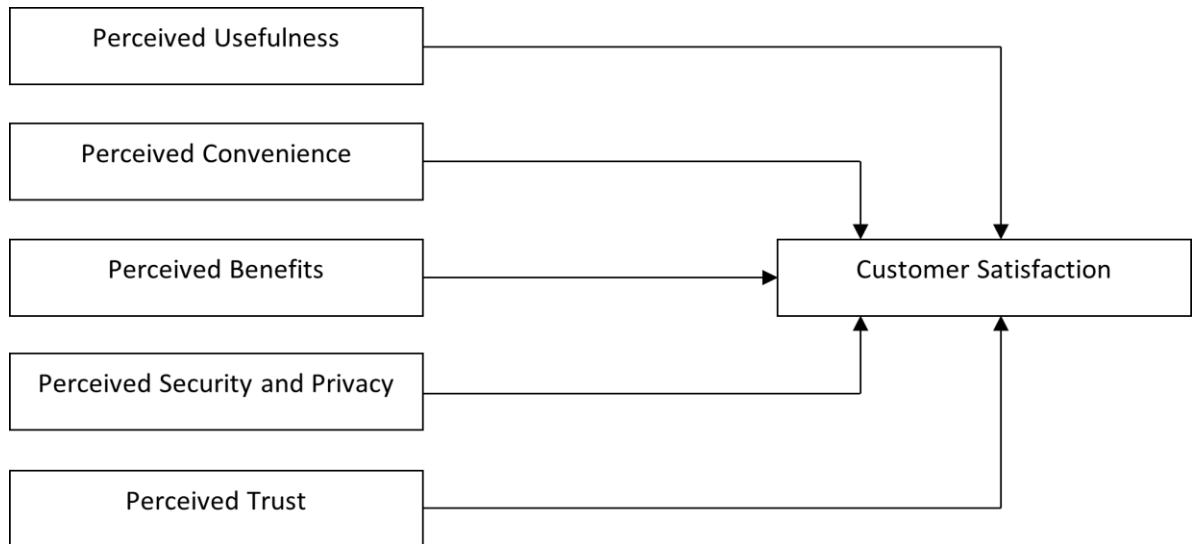 Perceived Usefulness
Perceived Convenience
Perceived Benefits
Customer Satisfaction
Perceived Security and Privacy
Perceived Trust